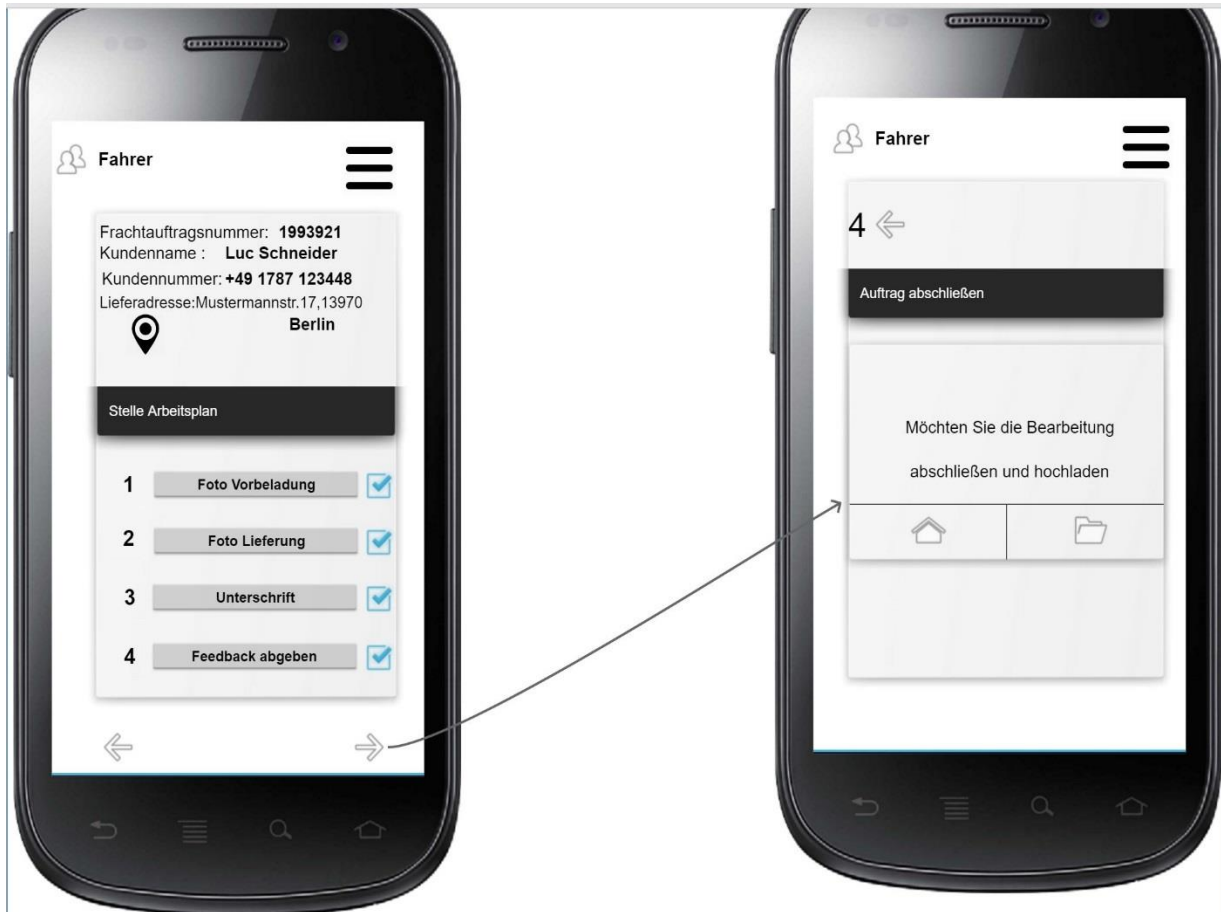 Fahrer
Frachtauftragsnummer: 1993921
Kundenname : Luc Schneider
Kundennummer: +49 1787 123448
Lieferadresse:Mustermannstr.17,13970
Berlin
Stelle Arbeitsplan
1 Foto Vorbeladung
2 Foto Lieferung
3 Unterschrift
4 Feedback abgeben
Fahrer
4
Auftrag abschließen
Möchten Sie die Bearbeitung
abschließen und hochladen